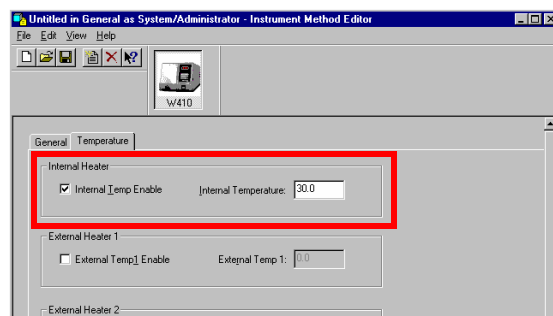 Untitled in General as System/Administrator - Instrument Method Editor
File Edit View Help
W410
General Temperature
Internal Heater
Internal Temp Enable Internal Temperature: 30.0
External Heater 1
External Temp1 Enable External Temp 1: 0.0
External Heater 2